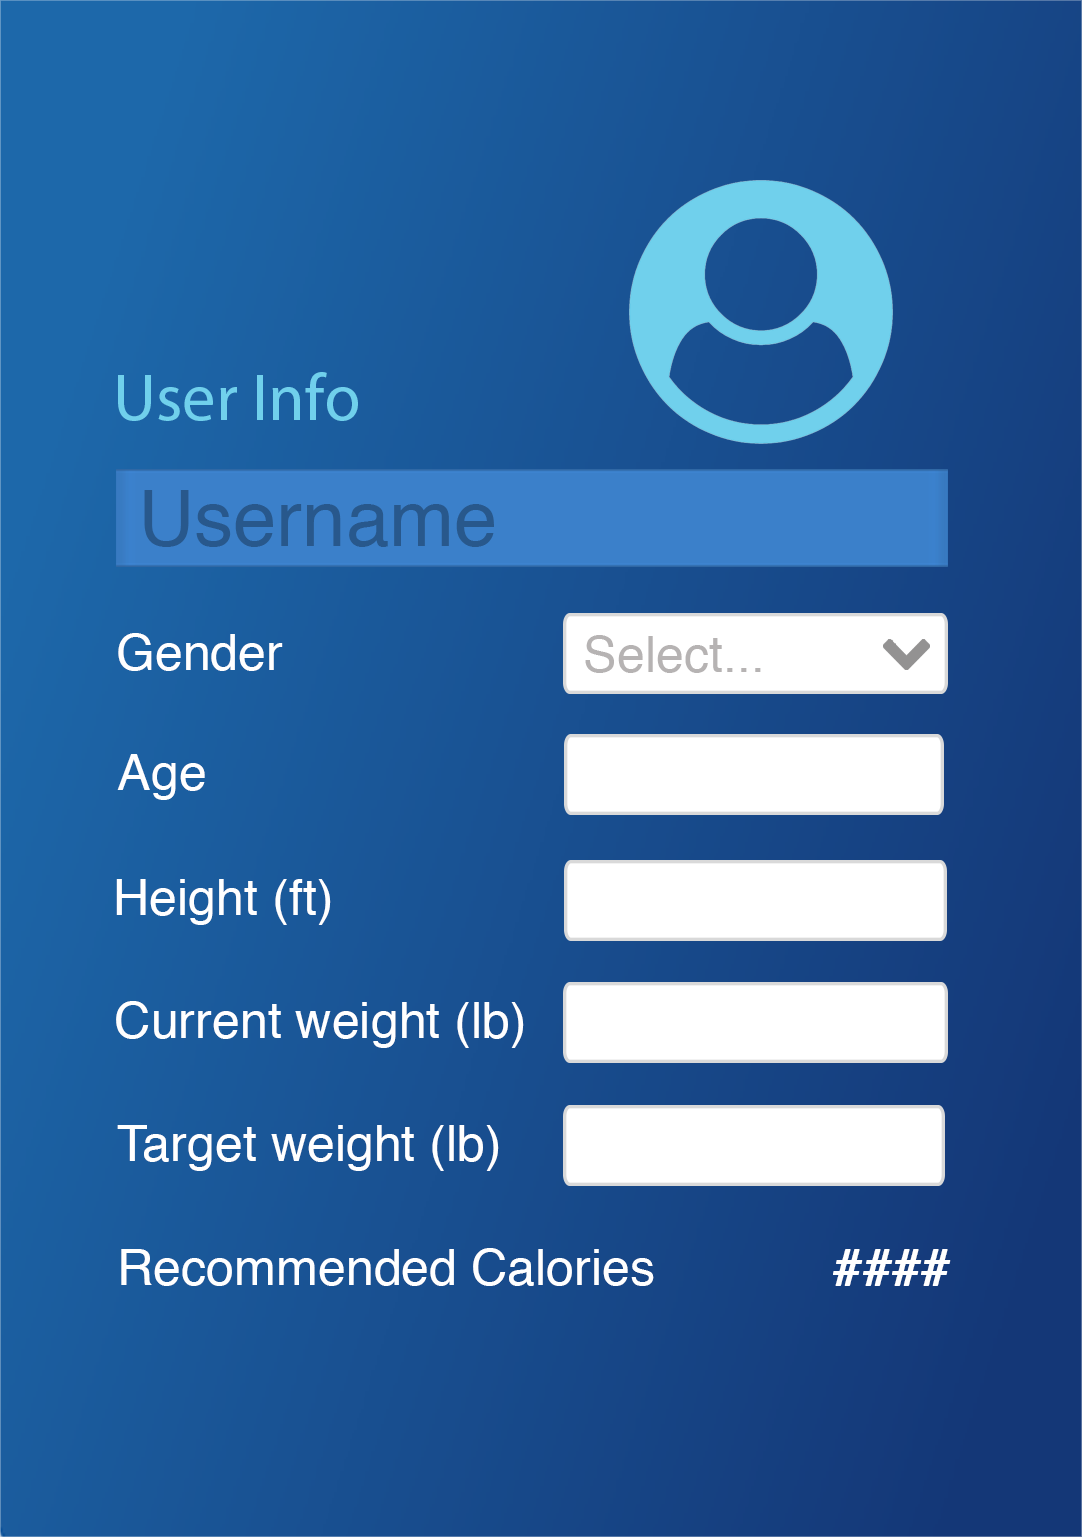 User Info
Username
Gender Select...
Age
Height (ft)
Current weight (lb)
Target weight (lb)
Recommended Calories ####